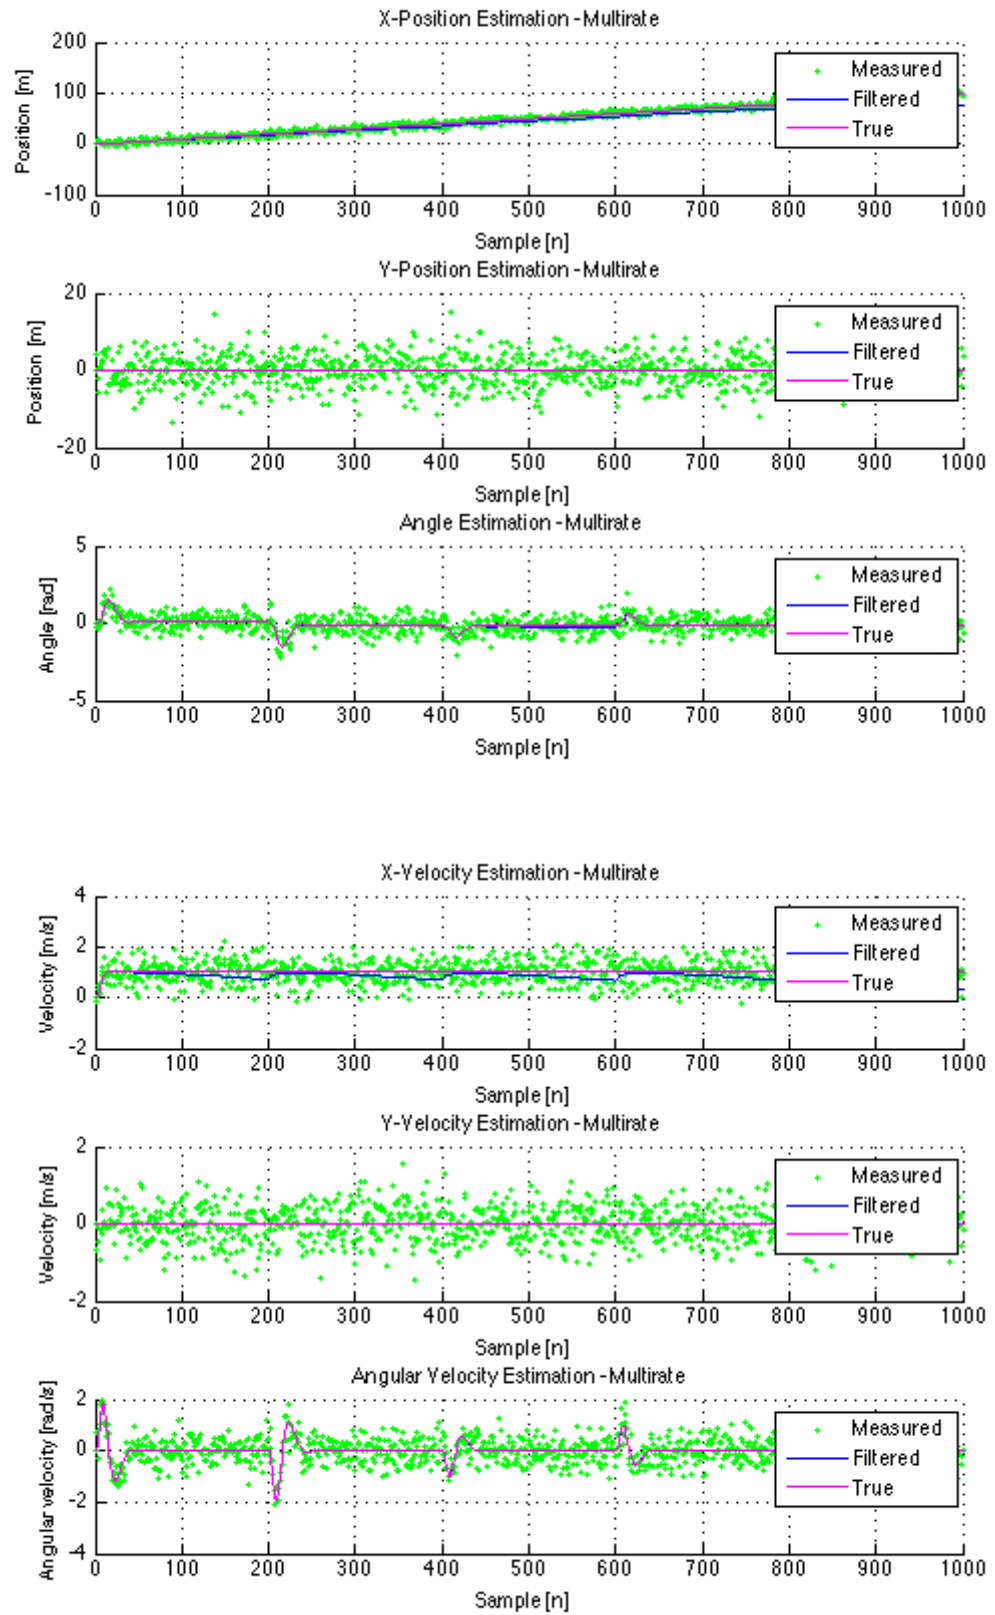 X-Position Estimation -Multirate
200
100
0
-100
Position [m]
Measured
Filtered
True
0 100 200 300 400 500 600 700 800 900 1000
Sample [n]
Y-Position Estimation -Multirate
20
0
-20
Position [m]
Measured
Filtered
True
0 100 200 300 400 500 600 700 800 900 1000
Sample [n]
Angle Estimation -Multirate
5
0
-5
Angle [rad]
Measured
Filtered
True
0 100 200 300 400 500 600 700 800 900 1000
Sample [n]
X-Velocity Estimation -Multirate
4
2
0
-2
Velocity [m/s]
Measured
Filtered
True
0 100 200 300 400 500 600 700 800 900 1000
Sample [n]
Y-Velocity Estimation -Multirate
2
0
-2
Velocity [m/s]
Measured
Filtered
True
0 100 200 300 400 500 600 700 800 900 1000
Sample [n]
Angular Velocity Estimation -Multirate
2
0
-2
-4
Angular velocity [rad/s]
Measured
Filtered
True
0 100 200 300 400 500 600 700 800 900 1000
Sample [n]